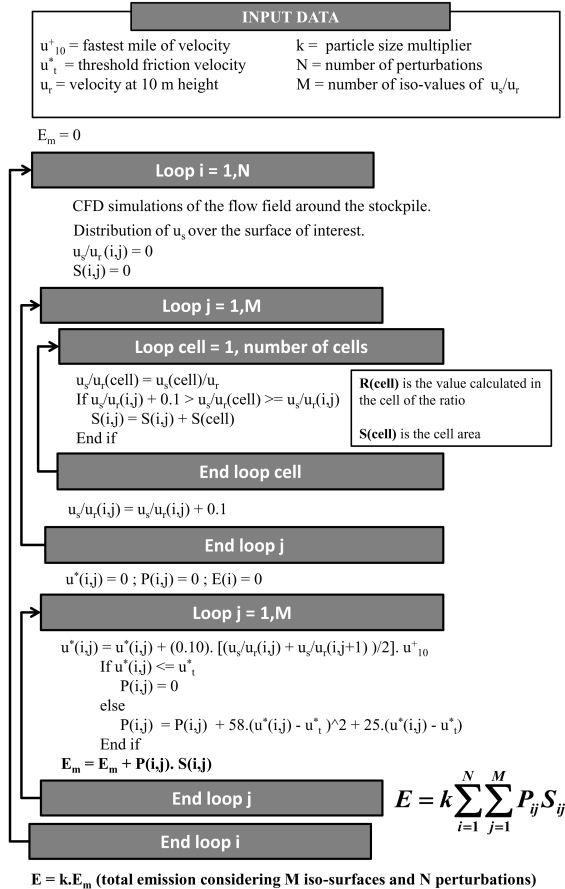 INPUT DATA
u⁺₁₀ = fastest mile of velocity
u*ₜ = threshold friction velocity
uᵣ = velocity at 10 m height
k = particle size multiplier
N = number of perturbations
M = number of iso-values of uₛ/uᵣ
Eₘ = 0
Loop i = 1,N
CFD simulations of the flow field around the stockpile.
Distribution of uₛ over the surface of interest.
uₛ/uᵣ(i,j) = 0
S(i,j) = 0
Loop j = 1,M
Loop cell = 1, number of cells
uₛ/uᵣ(cell) = uₛ(cell)/uᵣ
If uₛ/uᵣ(i,j) + 0.1 > uₛ/uᵣ(cell) >= uₛ/uᵣ(i,j)
S(i,j) = S(i,j) + S(cell)
End if
R(cell) is the value calculated in
the cell of the ratio
S(cell) is the cell area
End loop cell
uₛ/uᵣ(i,j) = uₛ/uᵣ(i,j) + 0.1
End loop j
u*(i,j) = 0 ; P(i,j) = 0 ; E(i) = 0
Loop j = 1,M
u*(i,j) = u*(i,j) + (0.10). [(uₛ/uᵣ(i,j) + uₛ/uᵣ(i,j+1) )/2]. u⁺₁₀
If u*(i,j) <= u*ₜ
P(i,j) = 0
else
P(i,j) = P(i,j) + 58.(u*(i,j) - u*ₜ )^2 + 25.(u*(i,j) - u*ₜ)
End if
Eₘ = Eₘ + P(i,j). S(i,j)
End loop j
E = k∑ᵢ₌₁ᴺ∑ⱼ₌₁ᴹPᵢⱼSᵢⱼ
End loop i
E = k.Eₘ (total emission considering M iso-surfaces and N perturbations)